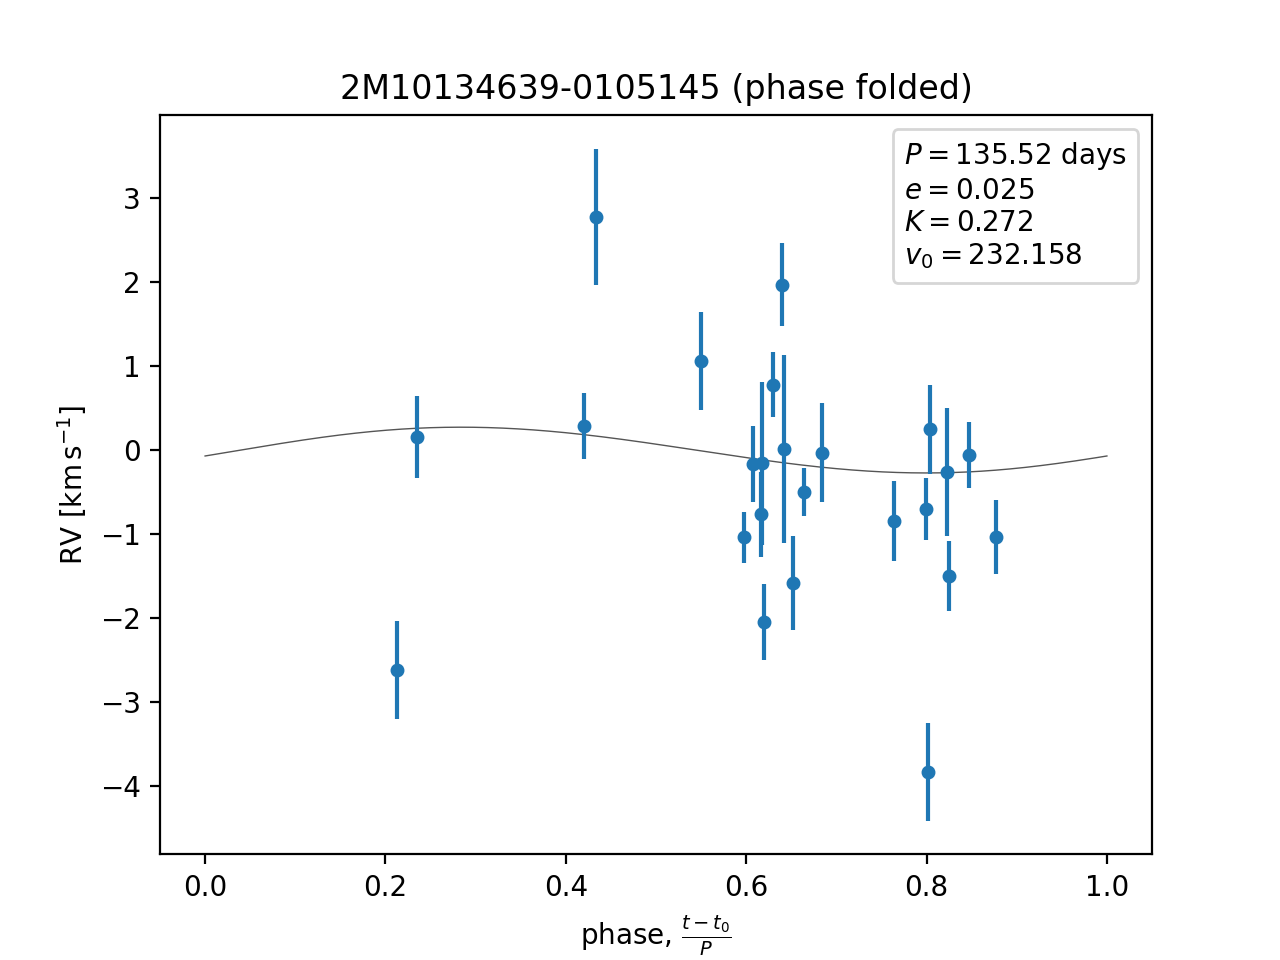 2M10134639-0105145 (phase folded)
P = 135.52 days
e = 0.025
K = 0.272
v₀ = 232.158
RV [km s⁻¹]
3
2
1
0
−1
−2
−3
−4
0.0 0.2 0.4 0.6 0.8 1.0
phase, (t − t₀)/P